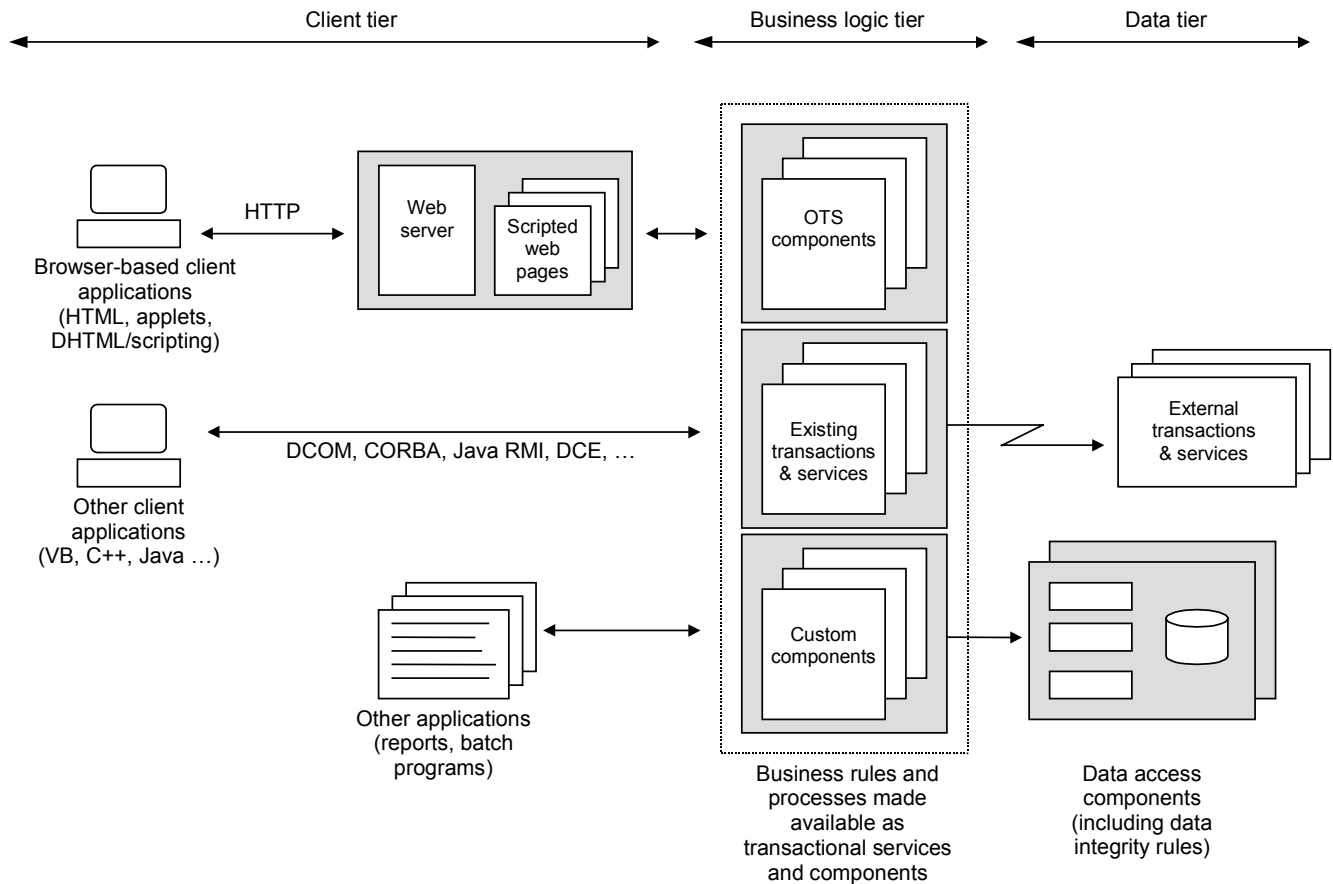 Client tier
Business logic tier
Data tier
HTTP
Web
server
Scripted
web
pages
OTS
components
Browser-based client
applications
(HTML, applets,
DHTML/scripting)
DCOM, CORBA, Java RMI, DCE, …
Existing
transactions
& services
External
transactions
& services
Other client
applications
(VB, C++, Java …)
Custom
components
Other applications
(reports, batch
programs)
Business rules and
processes made
available as
transactional services
and components
Data access
components
(including data
integrity rules)